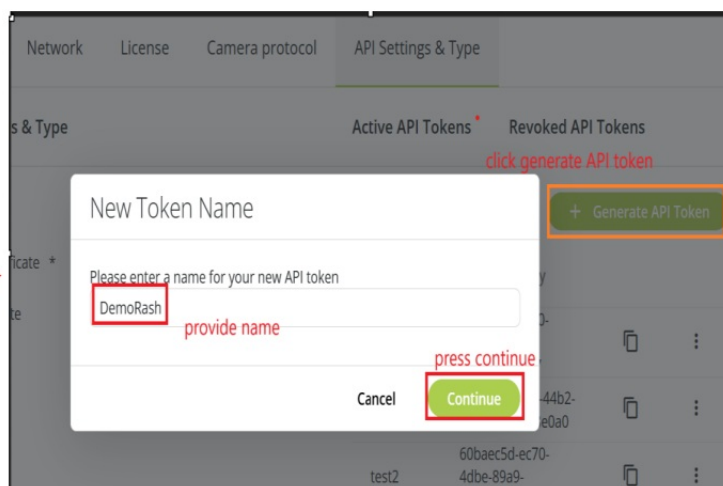 Network License Camera protocol API Settings & Type
s & Type Active API Tokens * Revoked API Tokens
click generate API token
New Token Name
+ Generate API Token
ficate *
Please enter a name for your new API token
DemoRash
provide name
press continue
Cancel Continue
-44b2-
e0a0
60baec5d-ec70-
test2 4dbe-89a9-